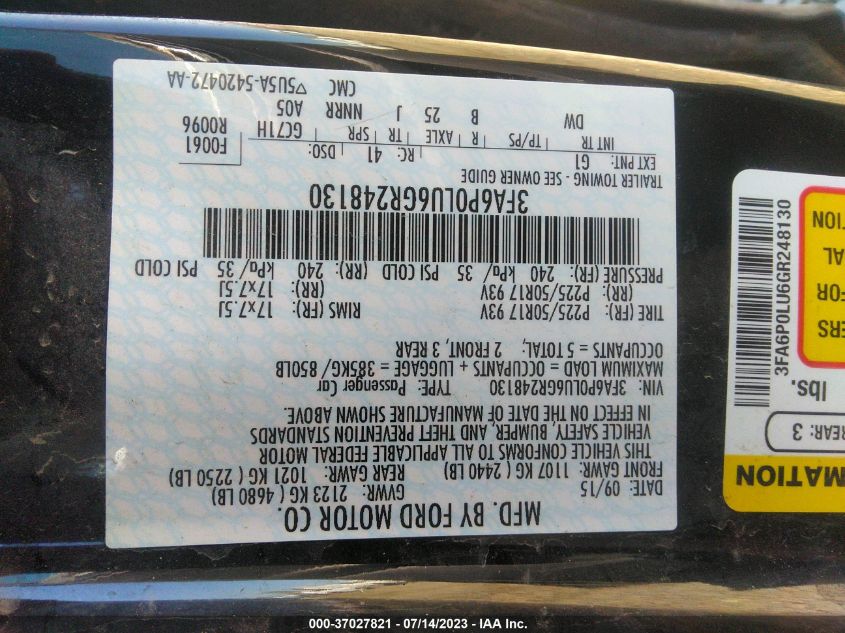 MFD. BY FORD MOTOR CO.
DATE: 09/15 GVWR: 2123 KG ( 4680 LB)
FRONT GAWR: 1107 KG ( 2440 LB) REAR GAWR: 1021 KG ( 2250 LB)
THIS VEHICLE CONFORMS TO ALL APPLICABLE FEDERAL MOTOR
VEHICLE SAFETY, BUMPER, AND THEFT PREVENTION STANDARDS
IN EFFECT ON THE DATE OF MANUFACTURE SHOWN ABOVE.
VIN: 3FA6P0LU6GR248130 TYPE: Passenger Car
MAXIMUM LOAD = OCCUPANTS + LUGGAGE = 385KG/ 850LB
OCCUPANTS = 5 TOTAL, 2 FRONT, 3 REAR
TIRE (FR): P225/50R17 93V RIMS (FR): 17x7.5J
(RR): P225/50R17 93V (RR): 17x7.5J
PRESSURE (FR): 240 kPa/ 35 PSI COLD (RR): 240 kPa/ 35 PSI COLD
3FA6P0LU6GR248130
TRAILER TOWING - SEE OWNER GUIDE
EXT PNT: G1 RC: 41 DSO: F0061
INT TR TP/PS R AXLE TR SPR GC71H R0096
DW B 25 J NNRR A05
CMC ▽5U5A-5420472-AA
MATION
REAR: 3
lbs.
ERS
FOR
AL
TION
3FA6P0LU6GR248130
000-37027821 - 07/14/2023 - IAA Inc.